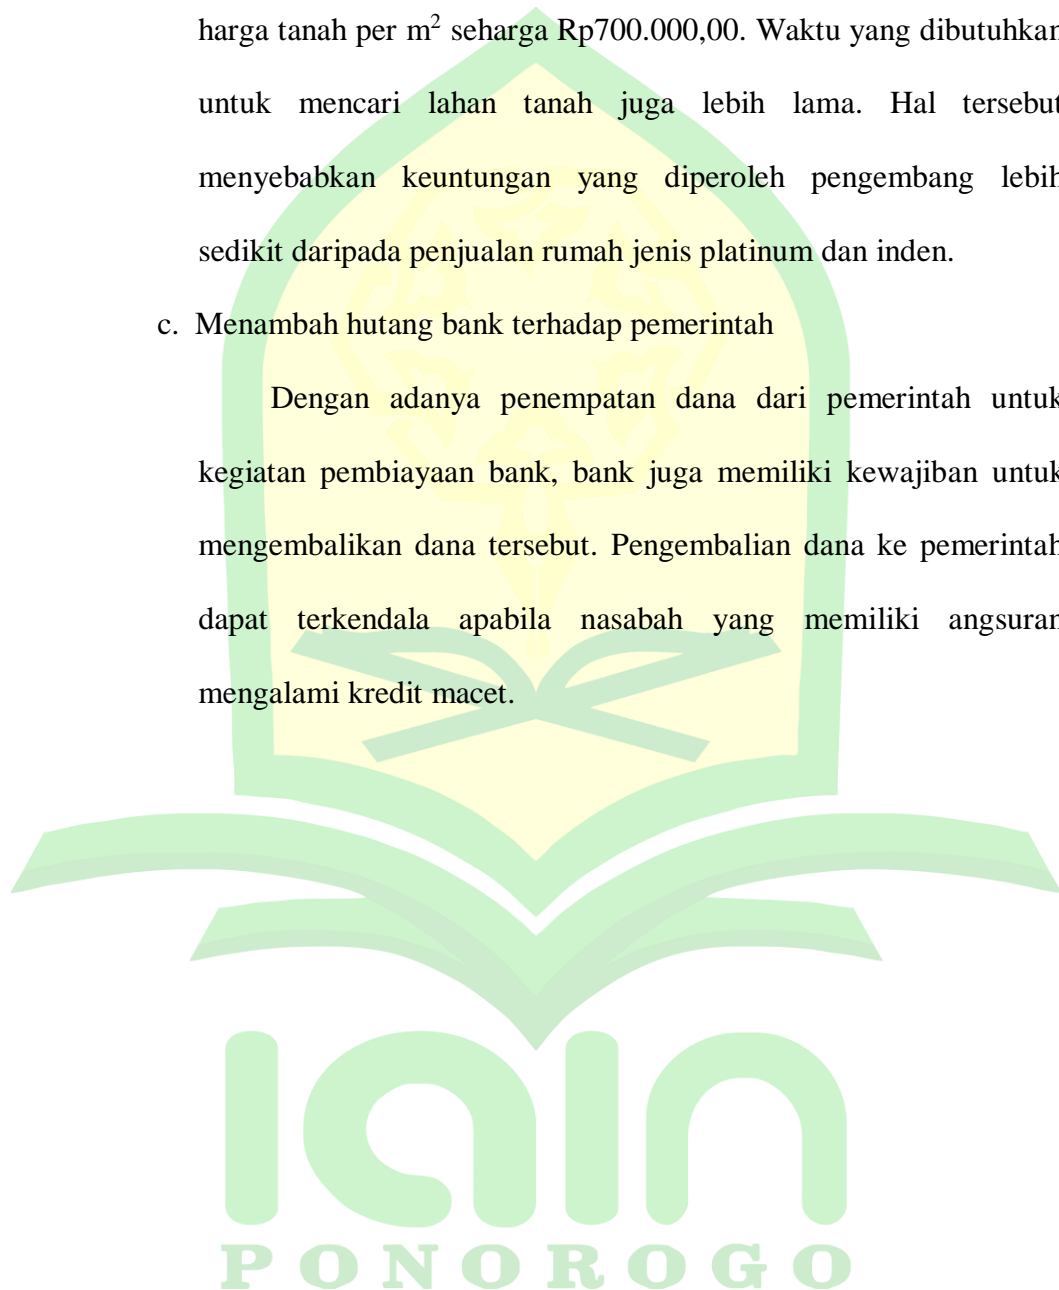 harga tanah per m² seharga Rp700.000,00. Waktu yang dibutuhkan
untuk mencari lahan tanah juga lebih lama. Hal tersebut
menyebabkan keuntungan yang diperoleh pengembang lebih
sedikit daripada penjualan rumah jenis platinum dan inden.
c. Menambah hutang bank terhadap pemerintah
Dengan adanya penempatan dana dari pemerintah untuk
kegiatan pembiayaan bank, bank juga memiliki kewajiban untuk
mengembalikan dana tersebut. Pengembalian dana ke pemerintah
dapat terkendala apabila nasabah yang memiliki angsuran
mengalami kredit macet.
iain
PONOROGO